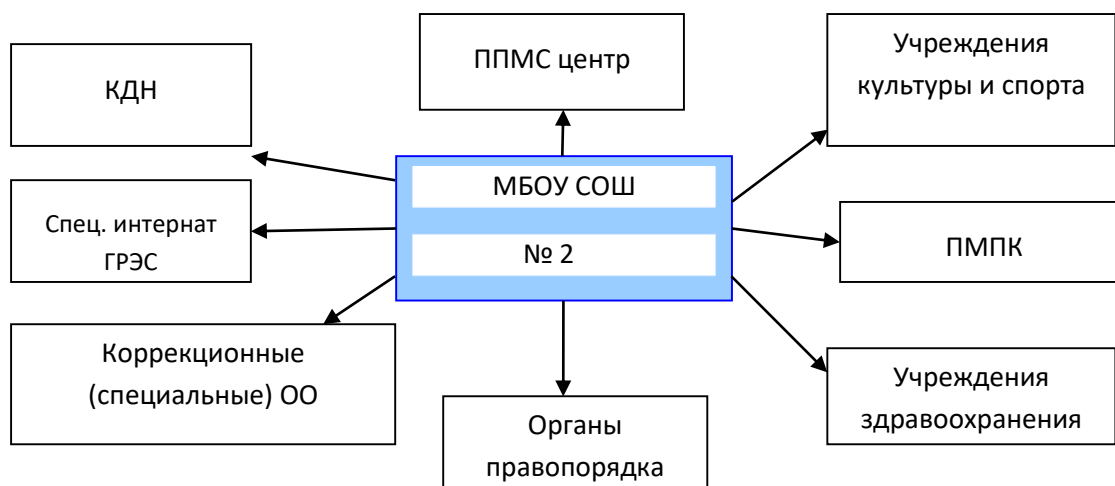 КДН
ППМС центр
Учреждения
культуры и спорта
МБОУ СОШ
№ 2
Спец. интернат
ГРЭС
ПМПК
Коррекционные
(специальные) ОО
Органы
правопорядка
Учреждения
здравоохранения